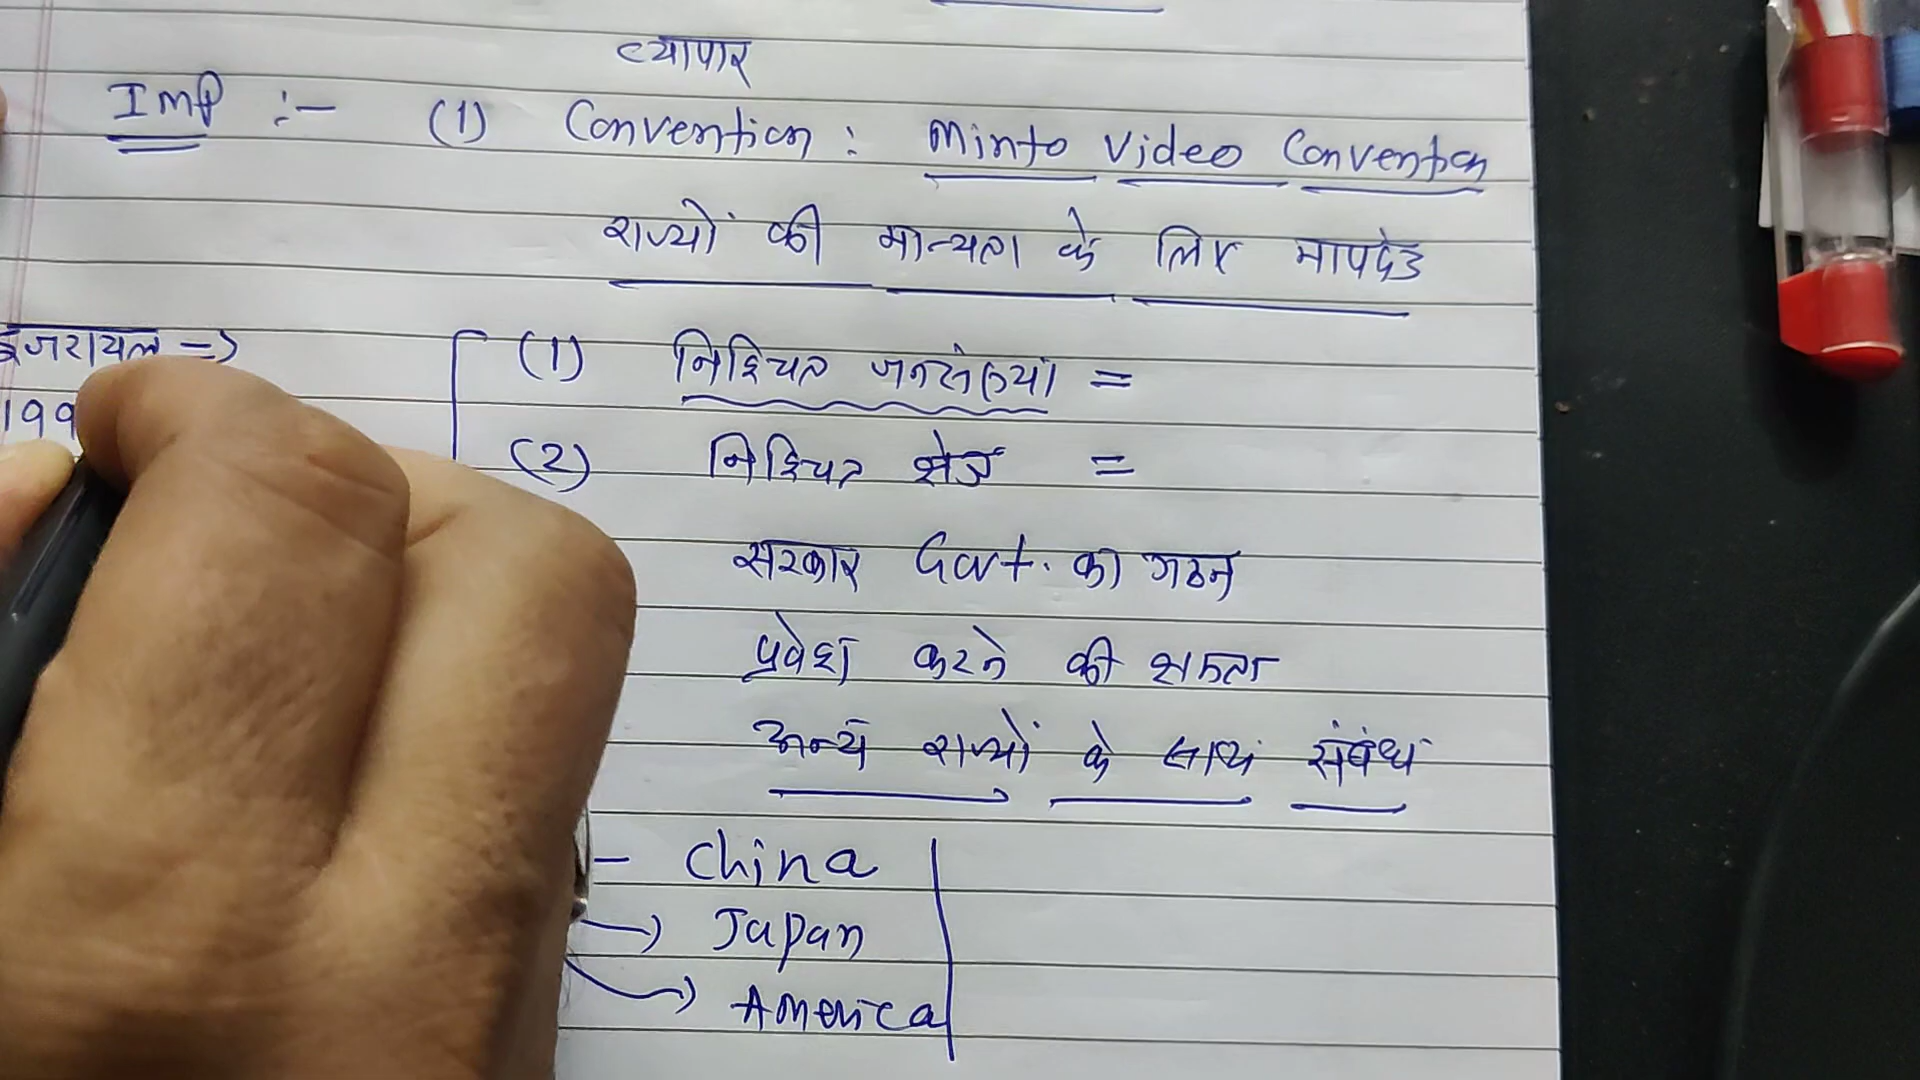 व्यापार
Imp :- (1) Convention : Minto Video Convention
राज्यों की मान्यता के लिए मापदंड
इजरायल =>
(1) निश्चित जनसंख्या =
199
(2) निश्चित क्षेत्र =
सरकार Govt. का गठन
प्रवेश करने की क्षमता
अन्य राज्यों के साथ संबंध
- China
→ Japan
→ America